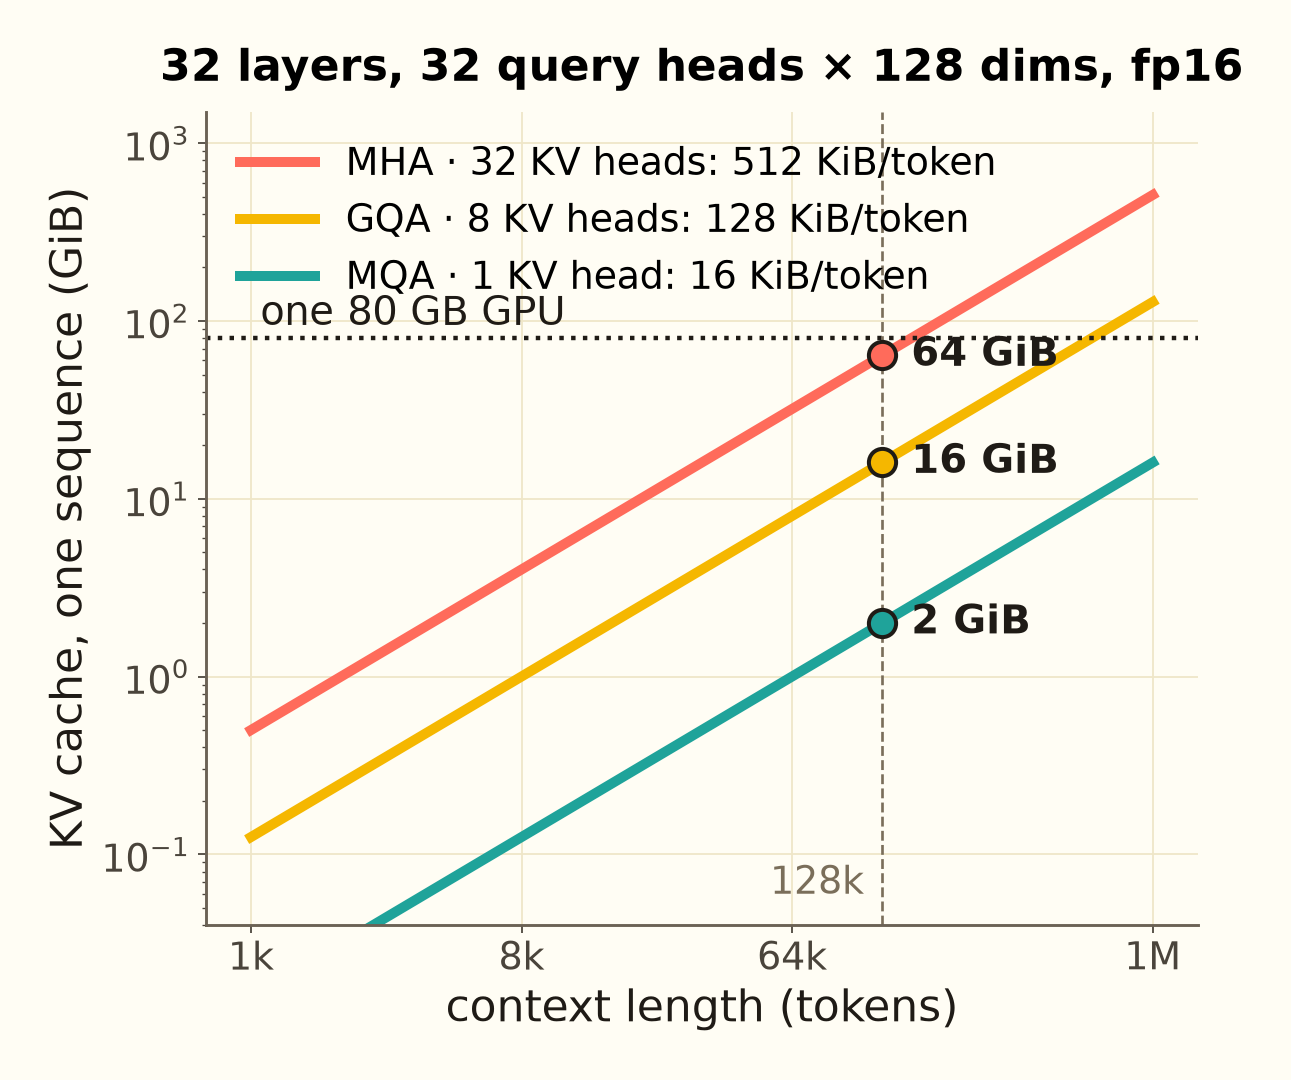 32 layers, 32 query heads × 128 dims, fp16
MHA · 32 KV heads: 512 KiB/token
GQA · 8 KV heads: 128 KiB/token
MQA · 1 KV head: 16 KiB/token
one 80 GB GPU
64 GiB
16 GiB
2 GiB
128k
KV cache, one sequence (GiB)
10³
10²
10¹
10⁰
10⁻¹
1k 8k 64k 1M
context length (tokens)